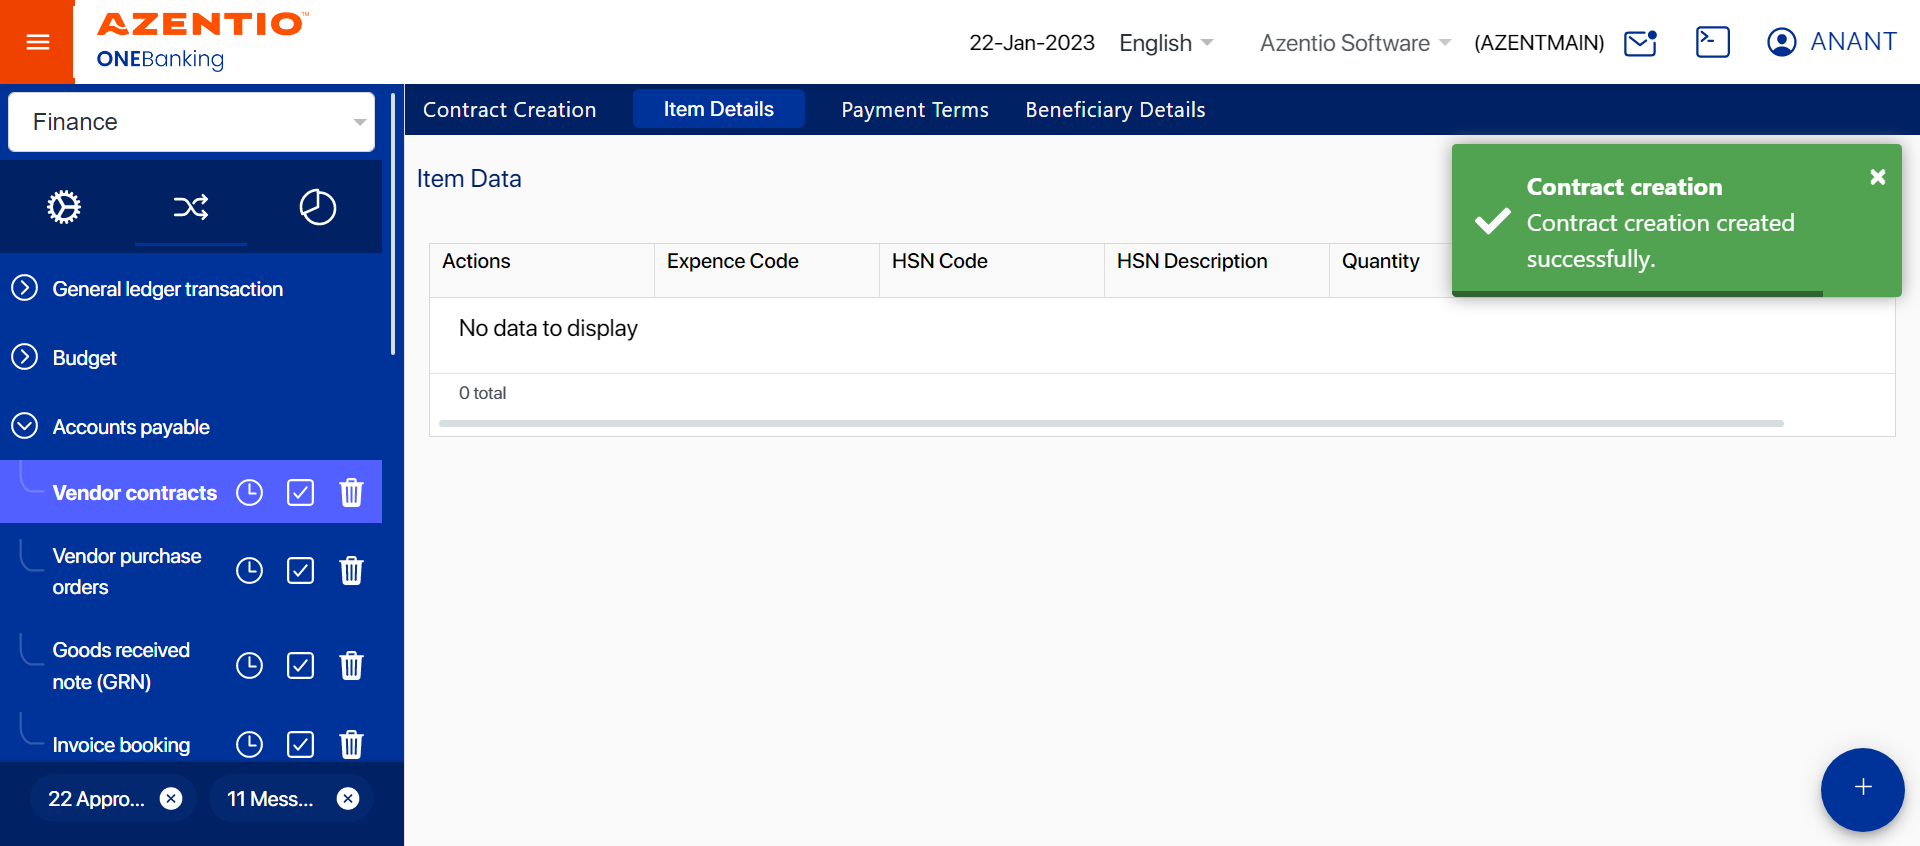 AZENTIO™
ONEBanking
22-Jan-2023
English
Azentio Software
(AZENTMAIN)
ANANT
Finance
Contract Creation
Item Details
Payment Terms
Beneficiary Details
Item Data
Contract creation
Contract creation created
successfully.
Actions
Expence Code
HSN Code
HSN Description
Quantity
No data to display
0 total
General ledger transaction
Budget
Accounts payable
Vendor contracts
Vendor purchase
orders
Goods received
note (GRN)
Invoice booking
22 Appro...
11 Mess...